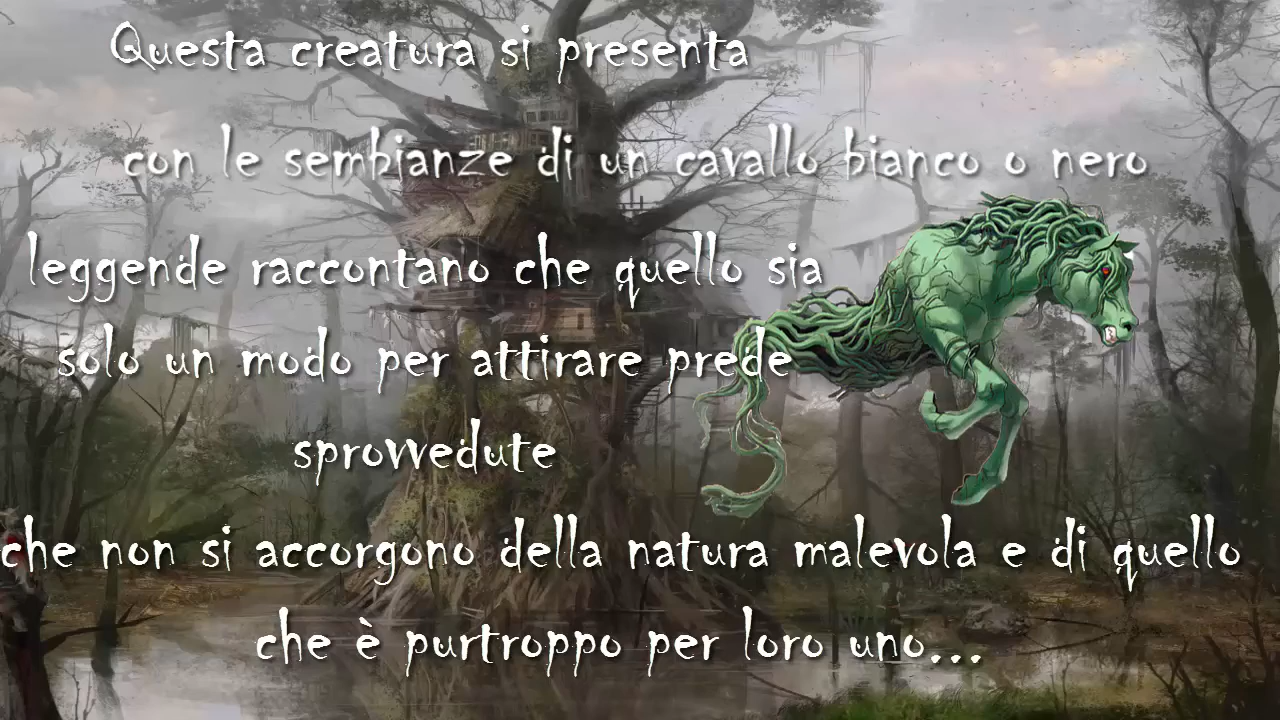 Questa creatura si presenta
con le sembianze di un cavallo bianco o nero
leggende raccontano che quello sia
solo un modo per attirare prede
sprovvedute
che non si accorgono della natura malevola e di quello
che è purtroppo per loro uno...